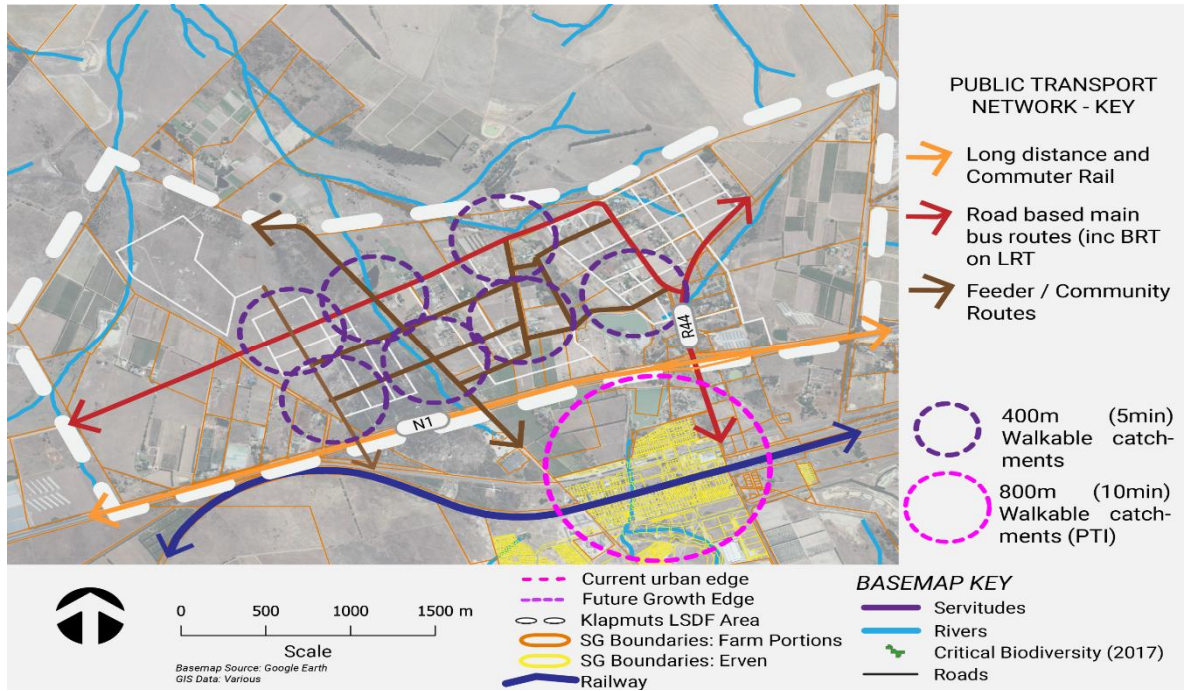 PUBLIC TRANSPORT
NETWORK - KEY
Long distance and
Commuter Rail
Road based main
bus routes (inc BRT
on LRT
Feeder / Community
Routes
400m (5min)
Walkable catch-
ments
800m (10min)
Walkable catch-
ments (PTI)
R44
N1
0 500 1000 1500 m
Scale
Basemap Source: Google Earth
GIS Data: Various
Current urban edge
Future Growth Edge
Klapmuts LSDF Area
SG Boundaries: Farm Portions
SG Boundaries: Erven
Railway
BASEMAP KEY
Servitudes
Rivers
Critical Biodiversity (2017)
Roads